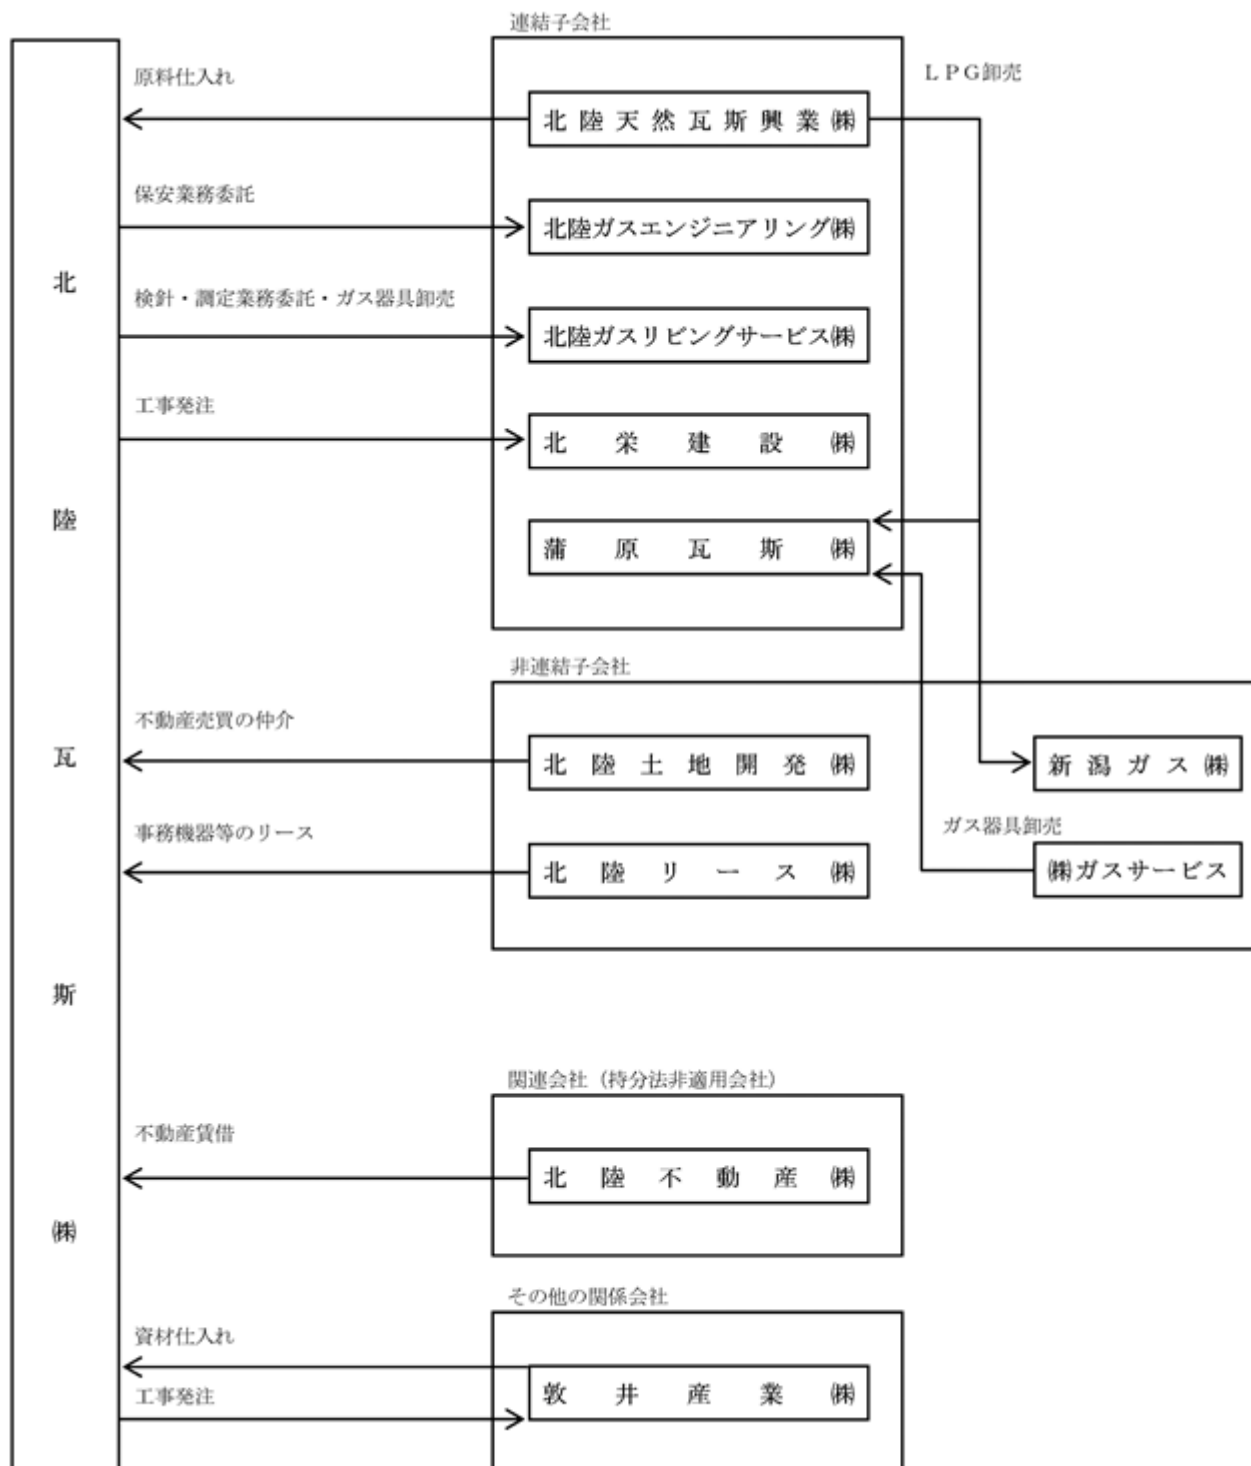 連結子会社
原料仕入れ
LPG卸売
北陸天然瓦斯興業㈱
保安業務委託
北陸ガスエンジニアリング㈱
検針・調定業務委託・ガス器具卸売
北陸ガスリビングサービス㈱
工事発注
北栄建設㈱
蒲原瓦斯㈱
北陸瓦斯㈱
非連結子会社
不動産売買の仲介
北陸土地開発㈱
新潟ガス㈱
事務機器等のリース
ガス器具卸売
北陸リース㈱
㈱ガスサービス
関連会社（持分法非適用会社）
不動産賃借
北陸不動産㈱
その他の関係会社
資材仕入れ
敦井産業㈱
工事発注